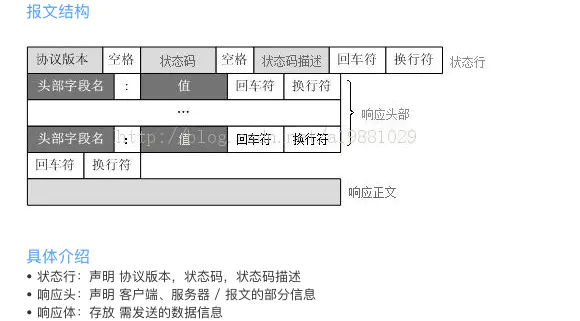 报文结构
协议版本 空格 状态码 空格 状态码描述 回车符 换行符 状态行
头部字段名 : 值 回车符 换行符
... 响应头部
头部字段名 : 值 回车符 换行符
回车符 换行符
响应正文
具体介绍
• 状态行：声明 协议版本，状态码，状态码描述
• 响应头：声明 客户端、服务器 / 报文的部分信息
• 响应体：存放 需发送的数据信息